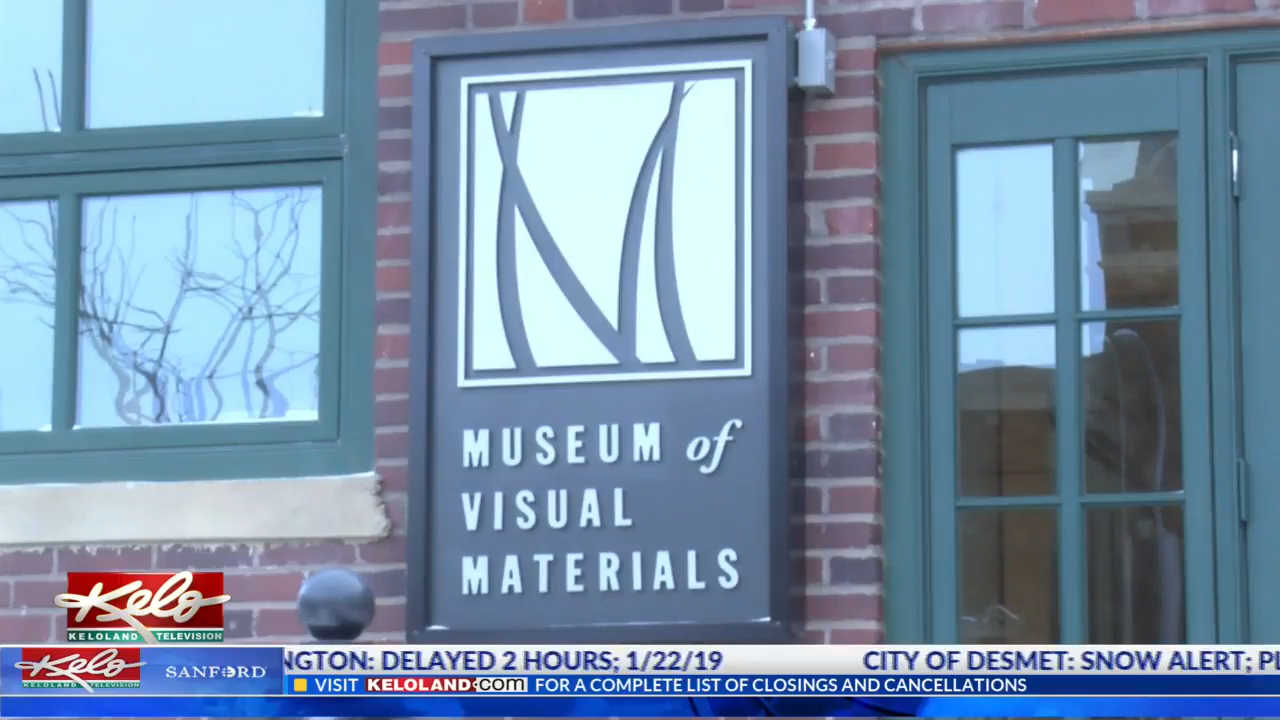 MUSEUM of
VISUAL
MATERIALS
Kelo
KELOLAND TELEVISION
Kelo
KELOLAND TELEVISION
SANFORD
NGTON: DELAYED 2 HOURS; 1/22/19 CITY OF DESMET: SNOW ALERT; P
VISIT KELOLAND.com FOR A COMPLETE LIST OF CLOSINGS AND CANCELLATIONS